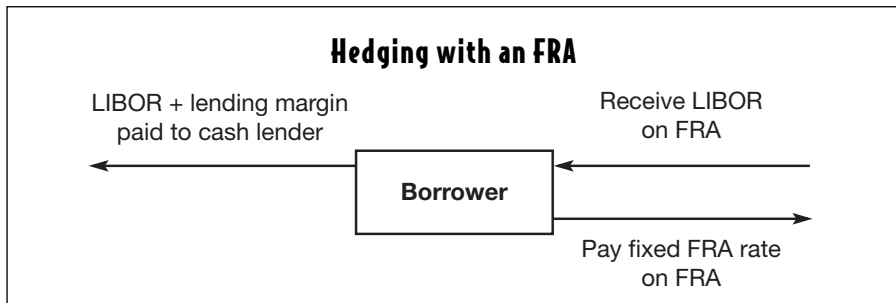 Hedging with an FRA
LIBOR + lending margin
paid to cash lender
Receive LIBOR
on FRA
Borrower
Pay fixed FRA rate
on FRA